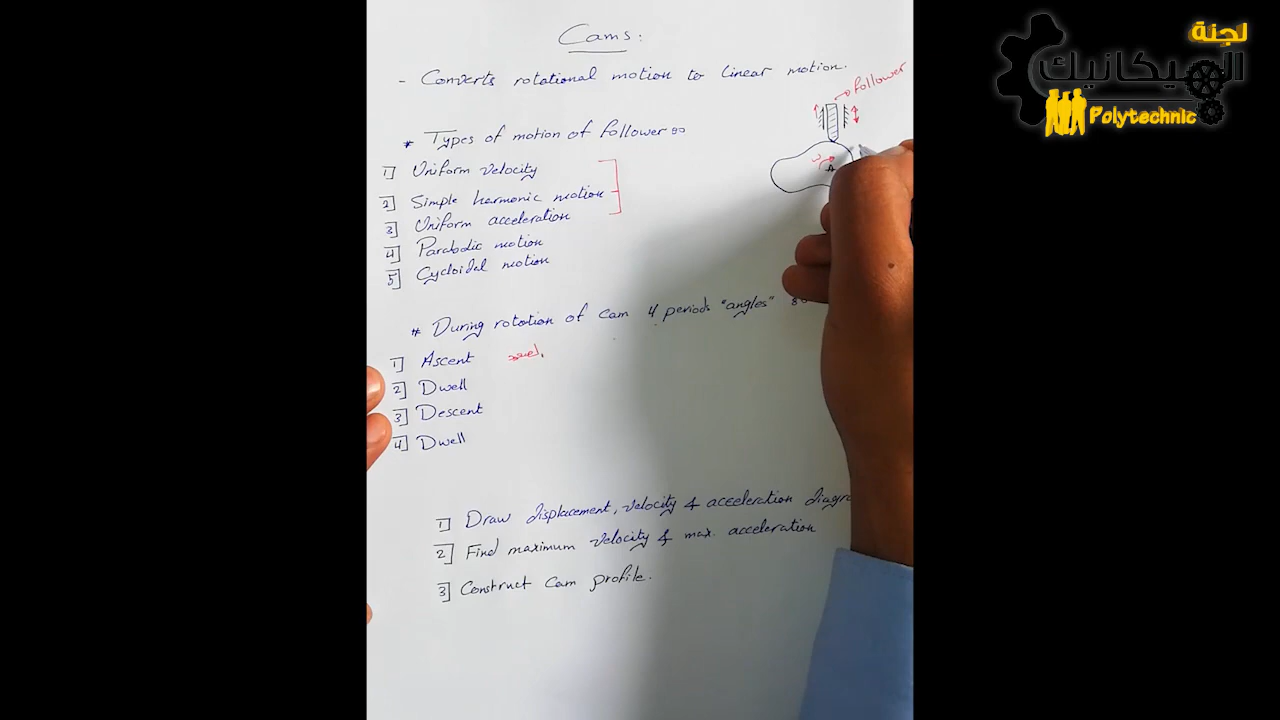 Cams:
- Converts rotational motion to linear motion.
follower
* Types of motion of follower
1 Uniform velocity
2 Simple harmonic motion
3 Uniform acceleration
4 Parabolic motion
5 Cycloidal motion
* During rotation of cam 4 periods "angles"
1 Ascent
2 Dwell
3 Descent
4 Dwell
1 Draw displacement, velocity & acceleration
2 Find maximum velocity & max. acceleration
3 Construct Cam profile.
لجنة
الميكانيك
Polytechnic